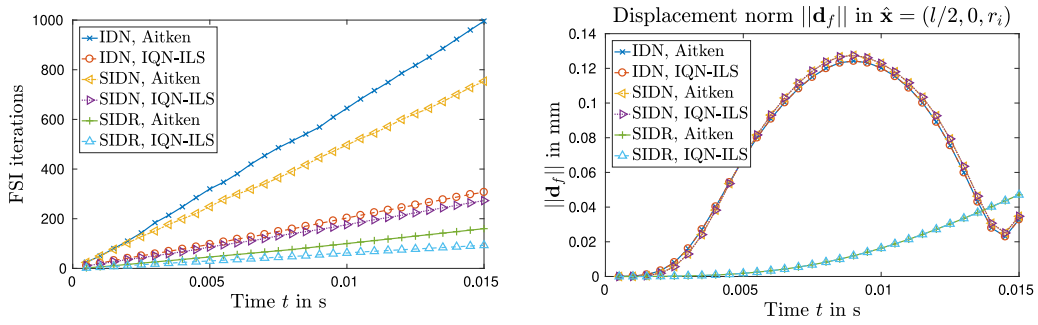 1000
800
600
400
200
0
FSI iterations
IDN, Aitken
IDN, IQN-ILS
SIDN, Aitken
SIDN, IQN-ILS
SIDR, Aitken
SIDR, IQN-ILS
0 0.005 0.01 0.015
Time t in s
Displacement norm ||d_f|| in x̂ = (l/2, 0, r_i)
0.14
0.12
0.1
0.08
0.06
0.04
0.02
0
||d_f|| in mm
IDN, Aitken
IDN, IQN-ILS
SIDN, Aitken
SIDN, IQN-ILS
SIDR, Aitken
SIDR, IQN-ILS
0 0.005 0.01 0.015
Time t in s